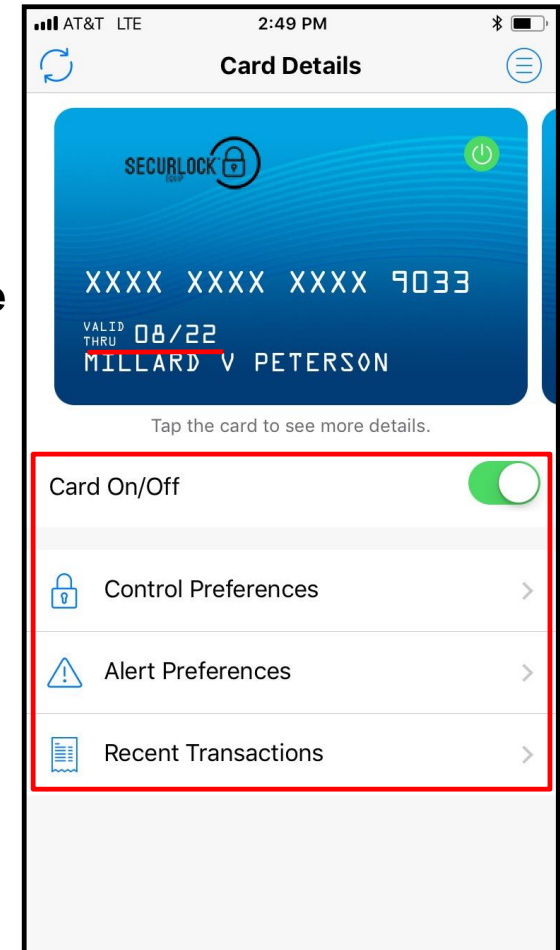 AT&T LTE 2:49 PM
Card Details
SECURLOCK
EQUIP
e
XXXX XXXX XXXX 9033
VALID
THRU 08/22
MILLARD V PETERSON
Tap the card to see more details.
Card On/Off
Control Preferences
Alert Preferences
Recent Transactions